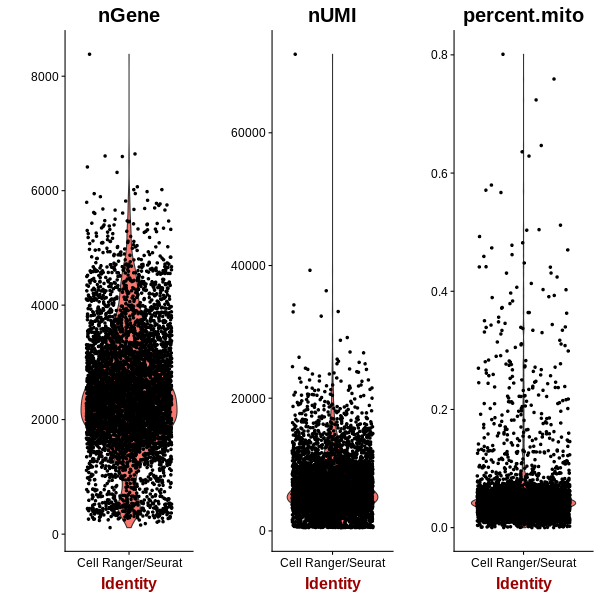 nGene
8000
6000
4000
2000
0
Cell Ranger/Seurat
Identity
nUMI
60000
40000
20000
0
Cell Ranger/Seurat
Identity
percent.mito
0.8
0.6
0.4
0.2
0.0
Cell Ranger/Seurat
Identity